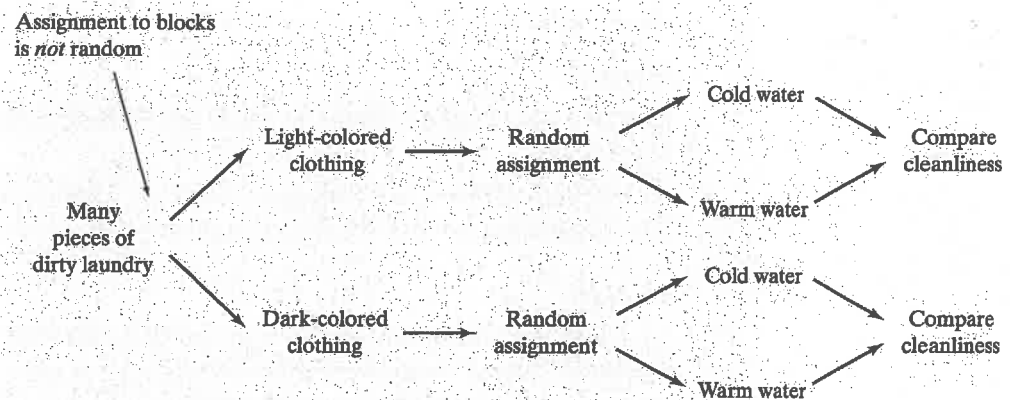 Assignment to blocks
is not random
Many
pieces of
dirty laundry
Light-colored
clothing
Random
assignment
Cold water
Warm water
Compare
cleanliness
Dark-colored
clothing
Random
assignment
Cold water
Warm water
Compare
cleanliness